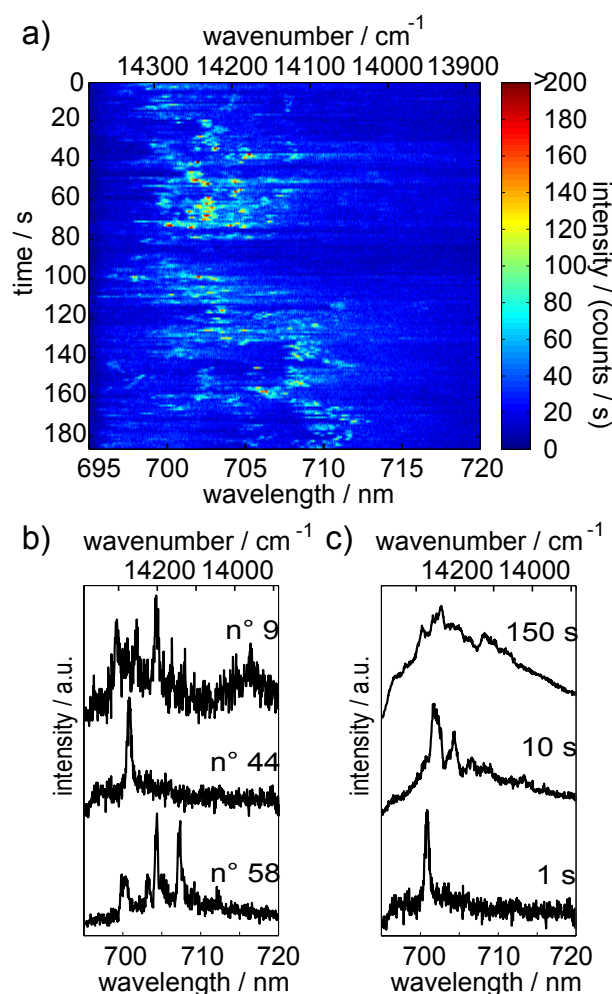 a)
wavenumber / cm-1
14300 14200 14100 14000 13900
0
20
40
60
80
100
120
140
160
180
time / s
695 700 705 710 715 720
wavelength / nm
>
200
180
160
140
120
100
80
60
40
20
0
intensity / (counts / s)
b)
wavenumber / cm-1
14200 14000
n° 9
n° 44
n° 58
intensity / a.u.
700 710 720
wavelength / nm
c)
wavenumber / cm-1
14200 14000
150 s
10 s
1 s
intensity / a.u.
700 710 720
wavelength / nm